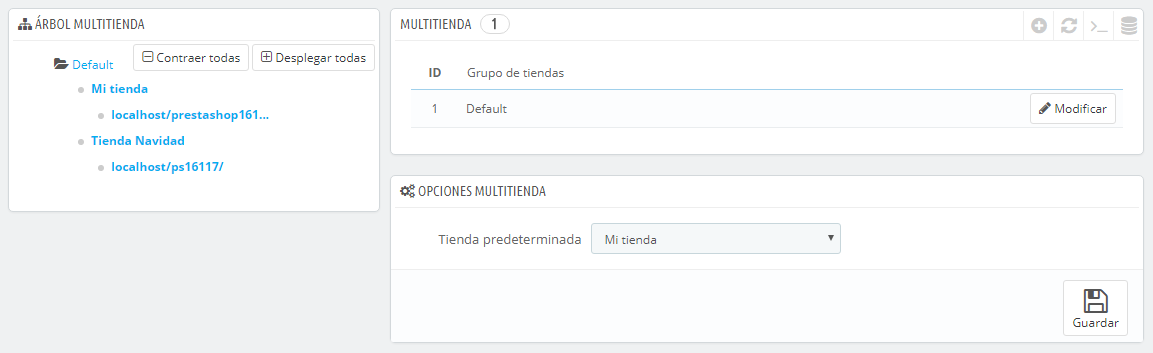 ÁRBOL MULTITIENDA
Default
Contraer todas
Desplegar todas
Mi tienda
localhost/prestashop161...
Tienda Navidad
localhost/ps16117/
MULTITIENDA 1
ID Grupo de tiendas
1 Default Modificar
OPCIONES MULTITIENDA
Tienda predeterminada Mi tienda
Guardar